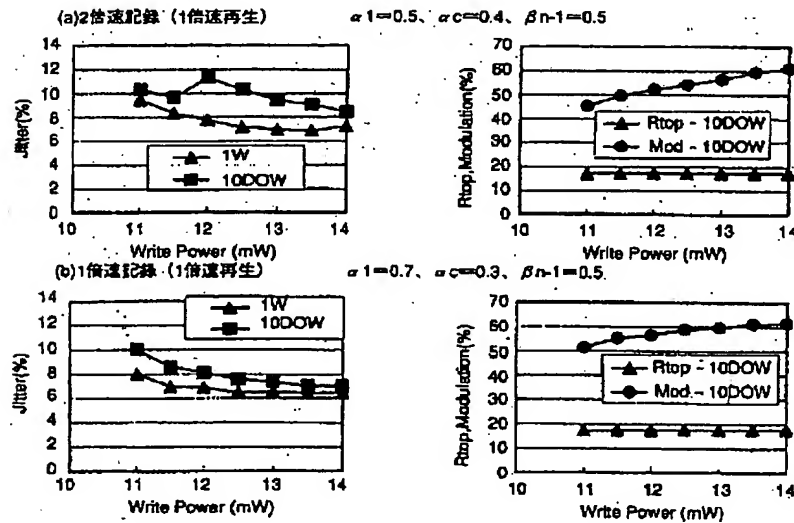 (a)2倍速記録（1倍速再生） α1=0.5、αc=0.4、βn-1=0.5
14
12
10
8
6
4
2
0
Jitter(%)
1W
10DOW
10 11 12 13 14
Write Power (mW)
70
60
50
40
30
20
10
0
Rtop,Modulation(%)
Rtop - 10DOW
Mod - 10DOW
10 11 12 13 14
Write Power (mW)
(b)1倍速記録（1倍速再生） α1=0.7、αc=0.3、βn-1=0.5
14
12
10
8
6
4
2
0
Jitter(%)
1W
10DOW
10 11 12 13 14
Write Power (mW)
70
60
50
40
30
20
10
0
Rtop,Modulation(%)
Rtop - 10DOW
Mod - 10DOW
10 11 12 13 14
Write Power (mW)